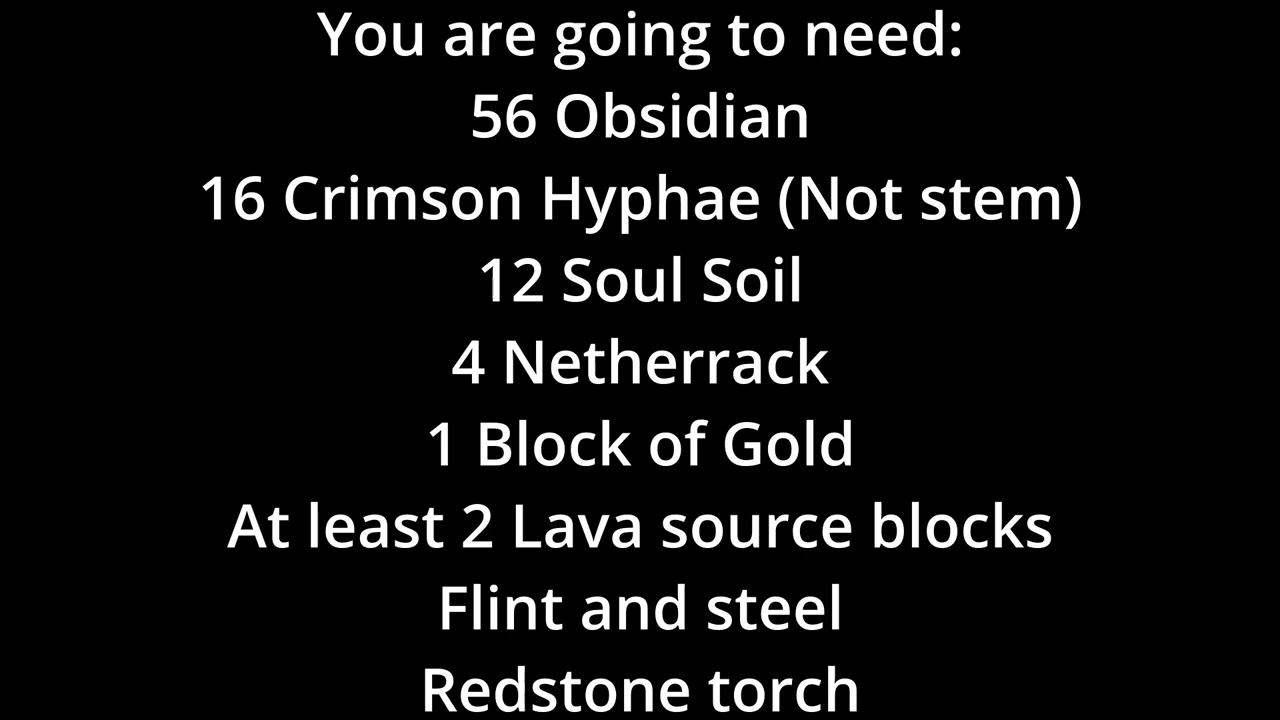 You are going to need:
56 Obsidian
16 Crimson Hyphae (Not stem)
12 Soul Soil
4 Netherrack
1 Block of Gold
At least 2 Lava source blocks
Flint and steel
Redstone torch